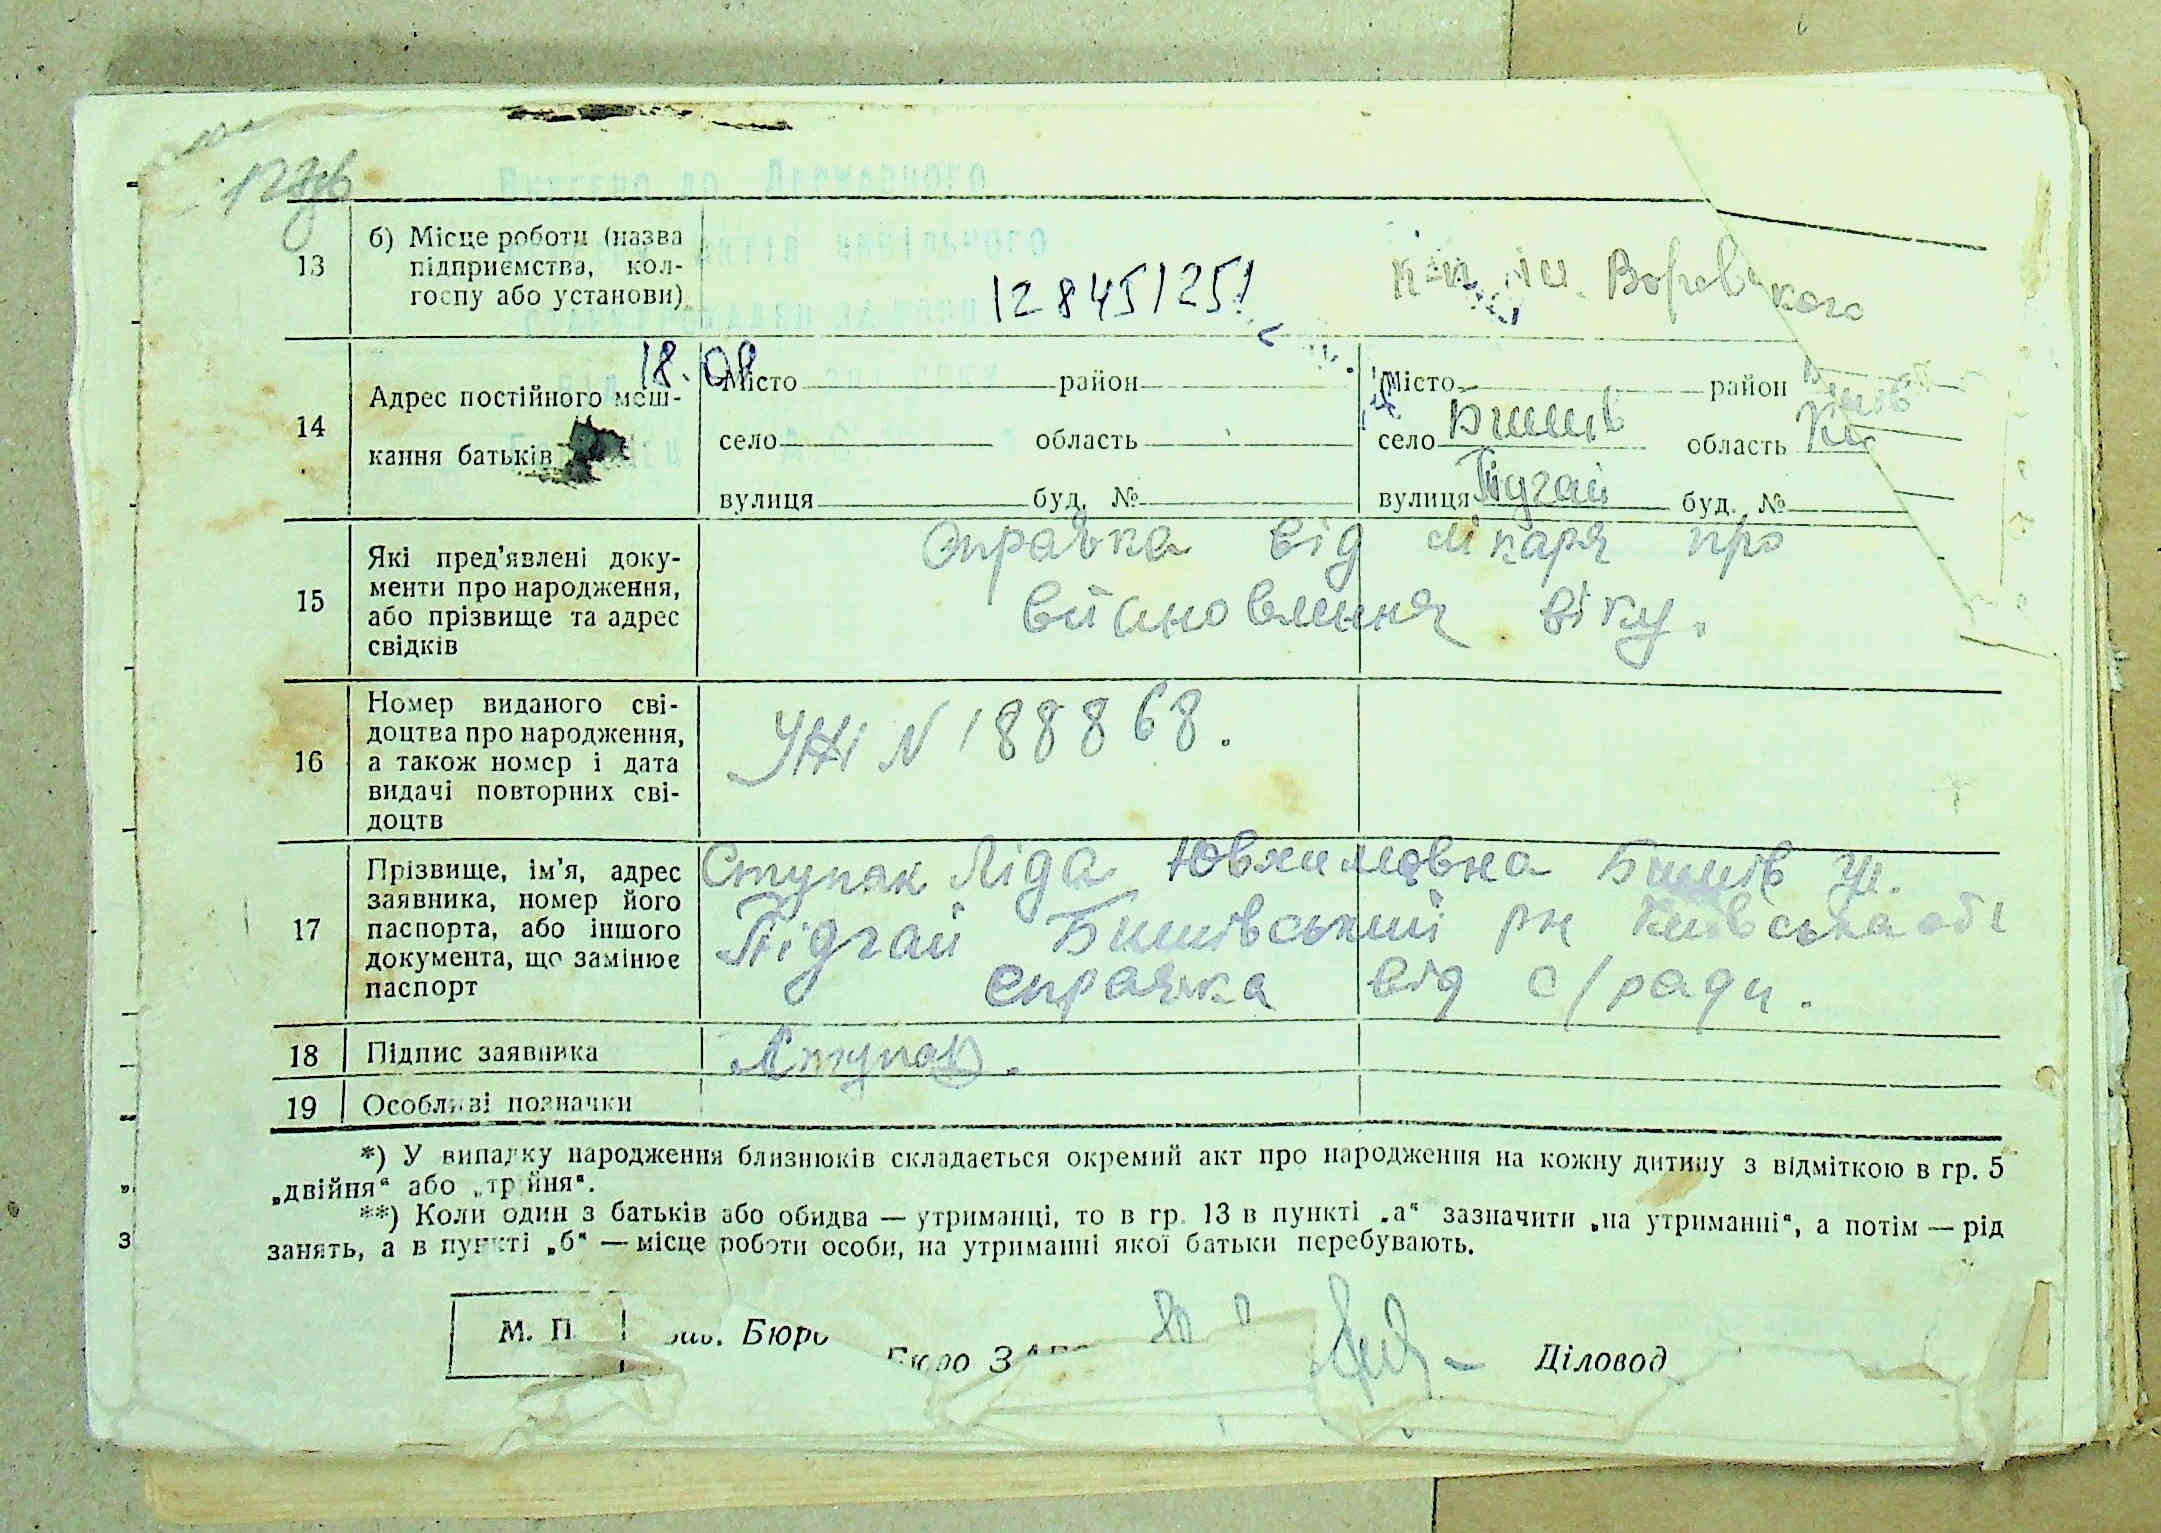 13 б) Місце роботи (назва
підприємства, кол-
госпу або установи)
12845125!
Воровського
18.08
14 Адрес постійного меш-
кання батьків
Місто район Місто район
село область село Бишів область
вулиця буд. № вулиця Підгай буд. №
15 Які пред’явлені доку-
менти про народження,
або прізвище та адрес
свідків
Справка від лікаря про
встановлення віку.
16 Номер виданого сві-
доцтва про народження,
а також номер і дата
видачі повторних сві-
доцтв
N 188868.
17 Прізвище, ім’я, адрес
заявника, номер його
паспорта, або іншого
документа, що замінює
паспорт
Ступак Ліда Ювхимовна Бишів ул.
Підгай Бишівський рн Київська обл
справка від с/ради.
18 Підпис заявника Ступак.
19 Особливі позначки
*) У випадку народження близнюків складається окремий акт про народження на кожну дитину з відміткою в гр. 5
„двійня“ або „трійня“.
**) Коли один з батьків або обидва — утриманці, то в гр. 13 в пункті „а“ зазначити „на утриманні“, а потім — рід
занять, а в пункті „б“ — місце роботи особи, на утриманні якої батьки перебувають.
М. П. Зав. Бюро
Бюро ЗАГС Діловод